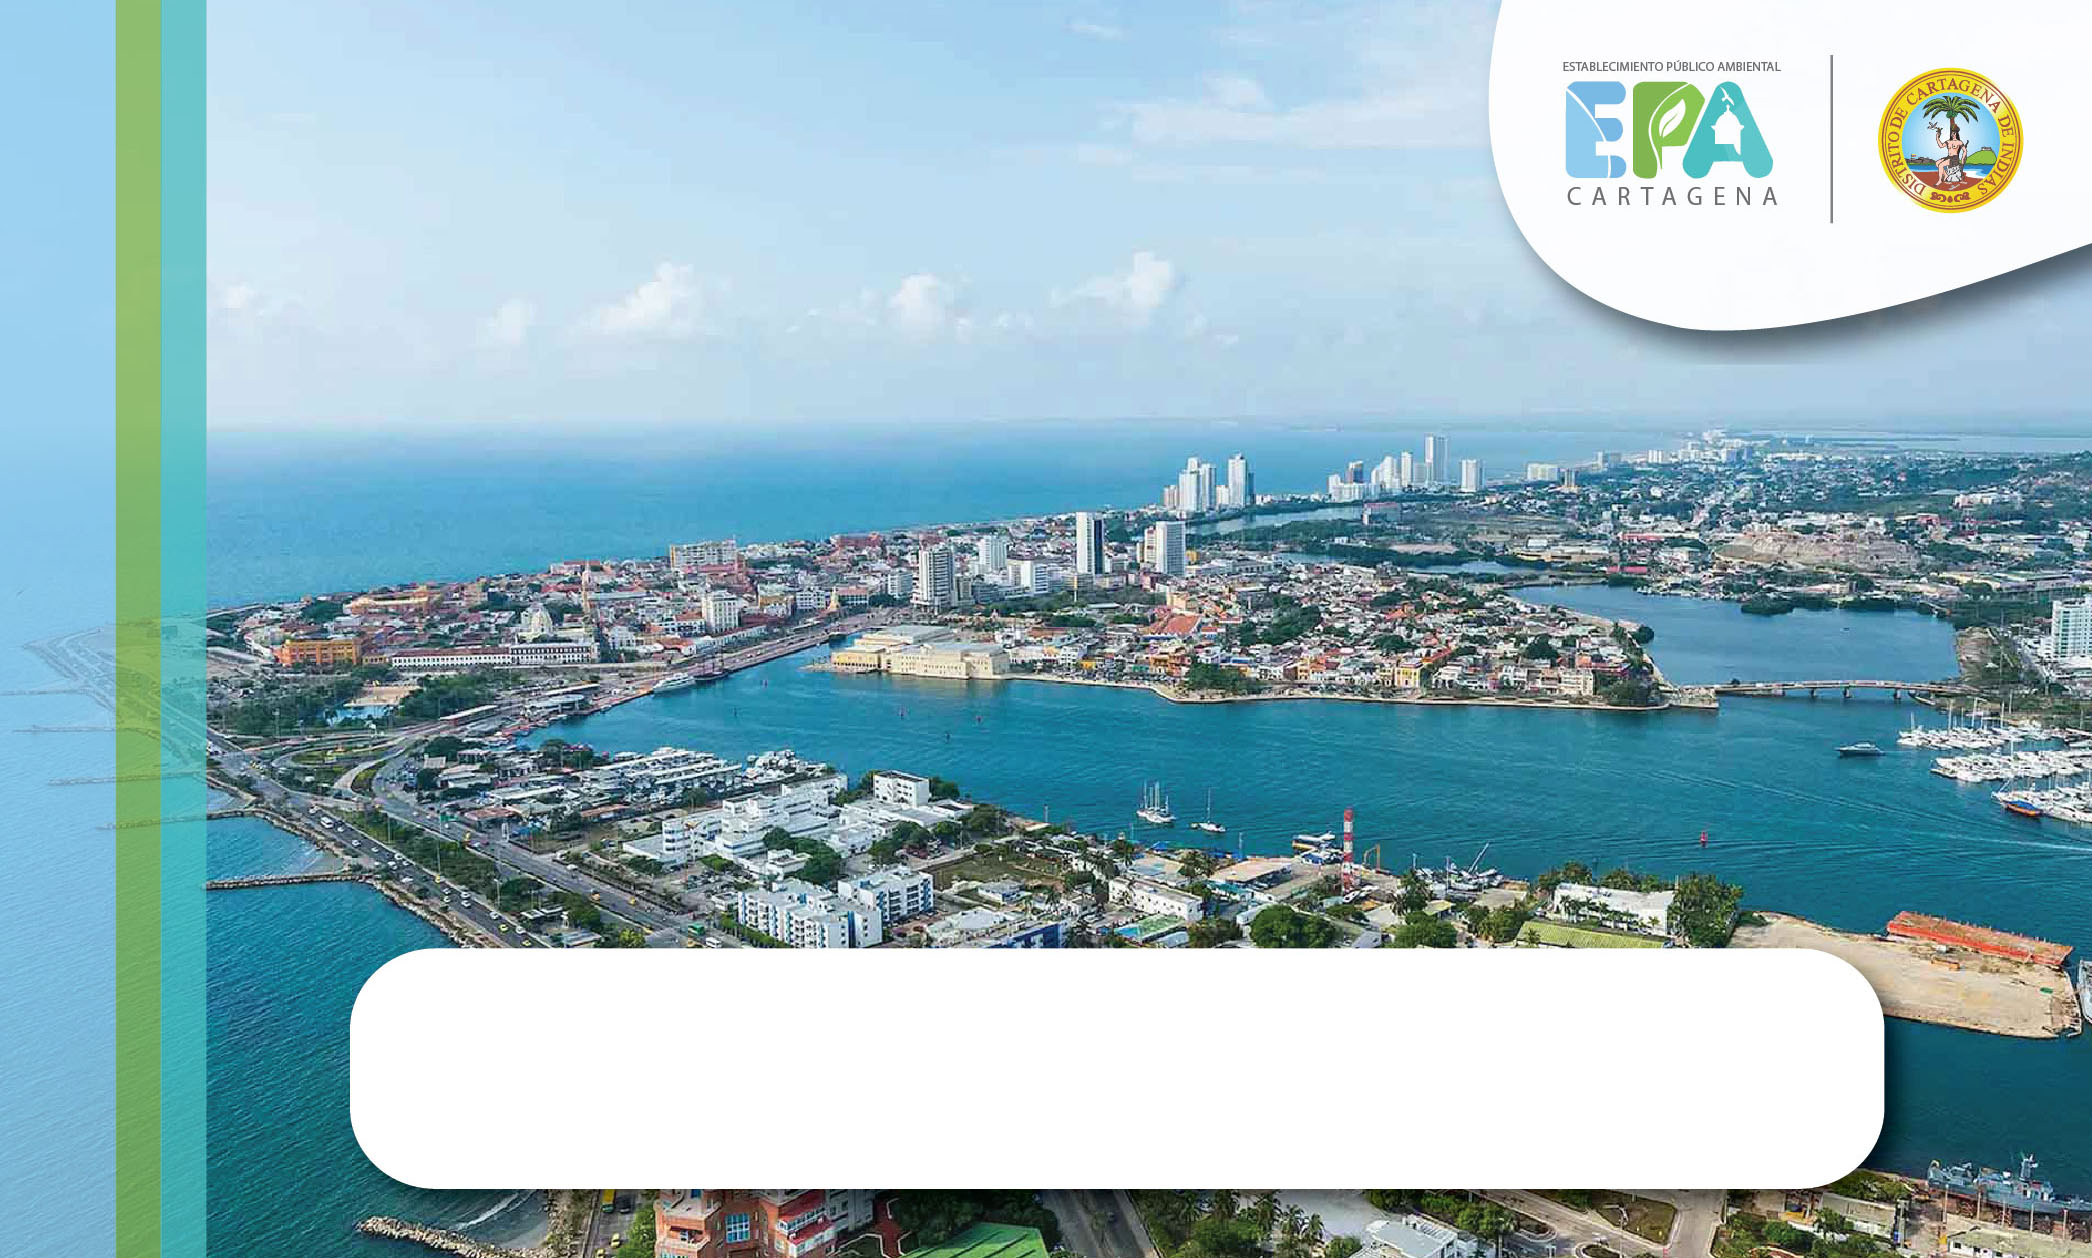 ESTABLECIMIENTO PÚBLICO AMBIENTAL
EPA
CARTAGENA
DISTRITO DE CARTAGENA DE INDIAS